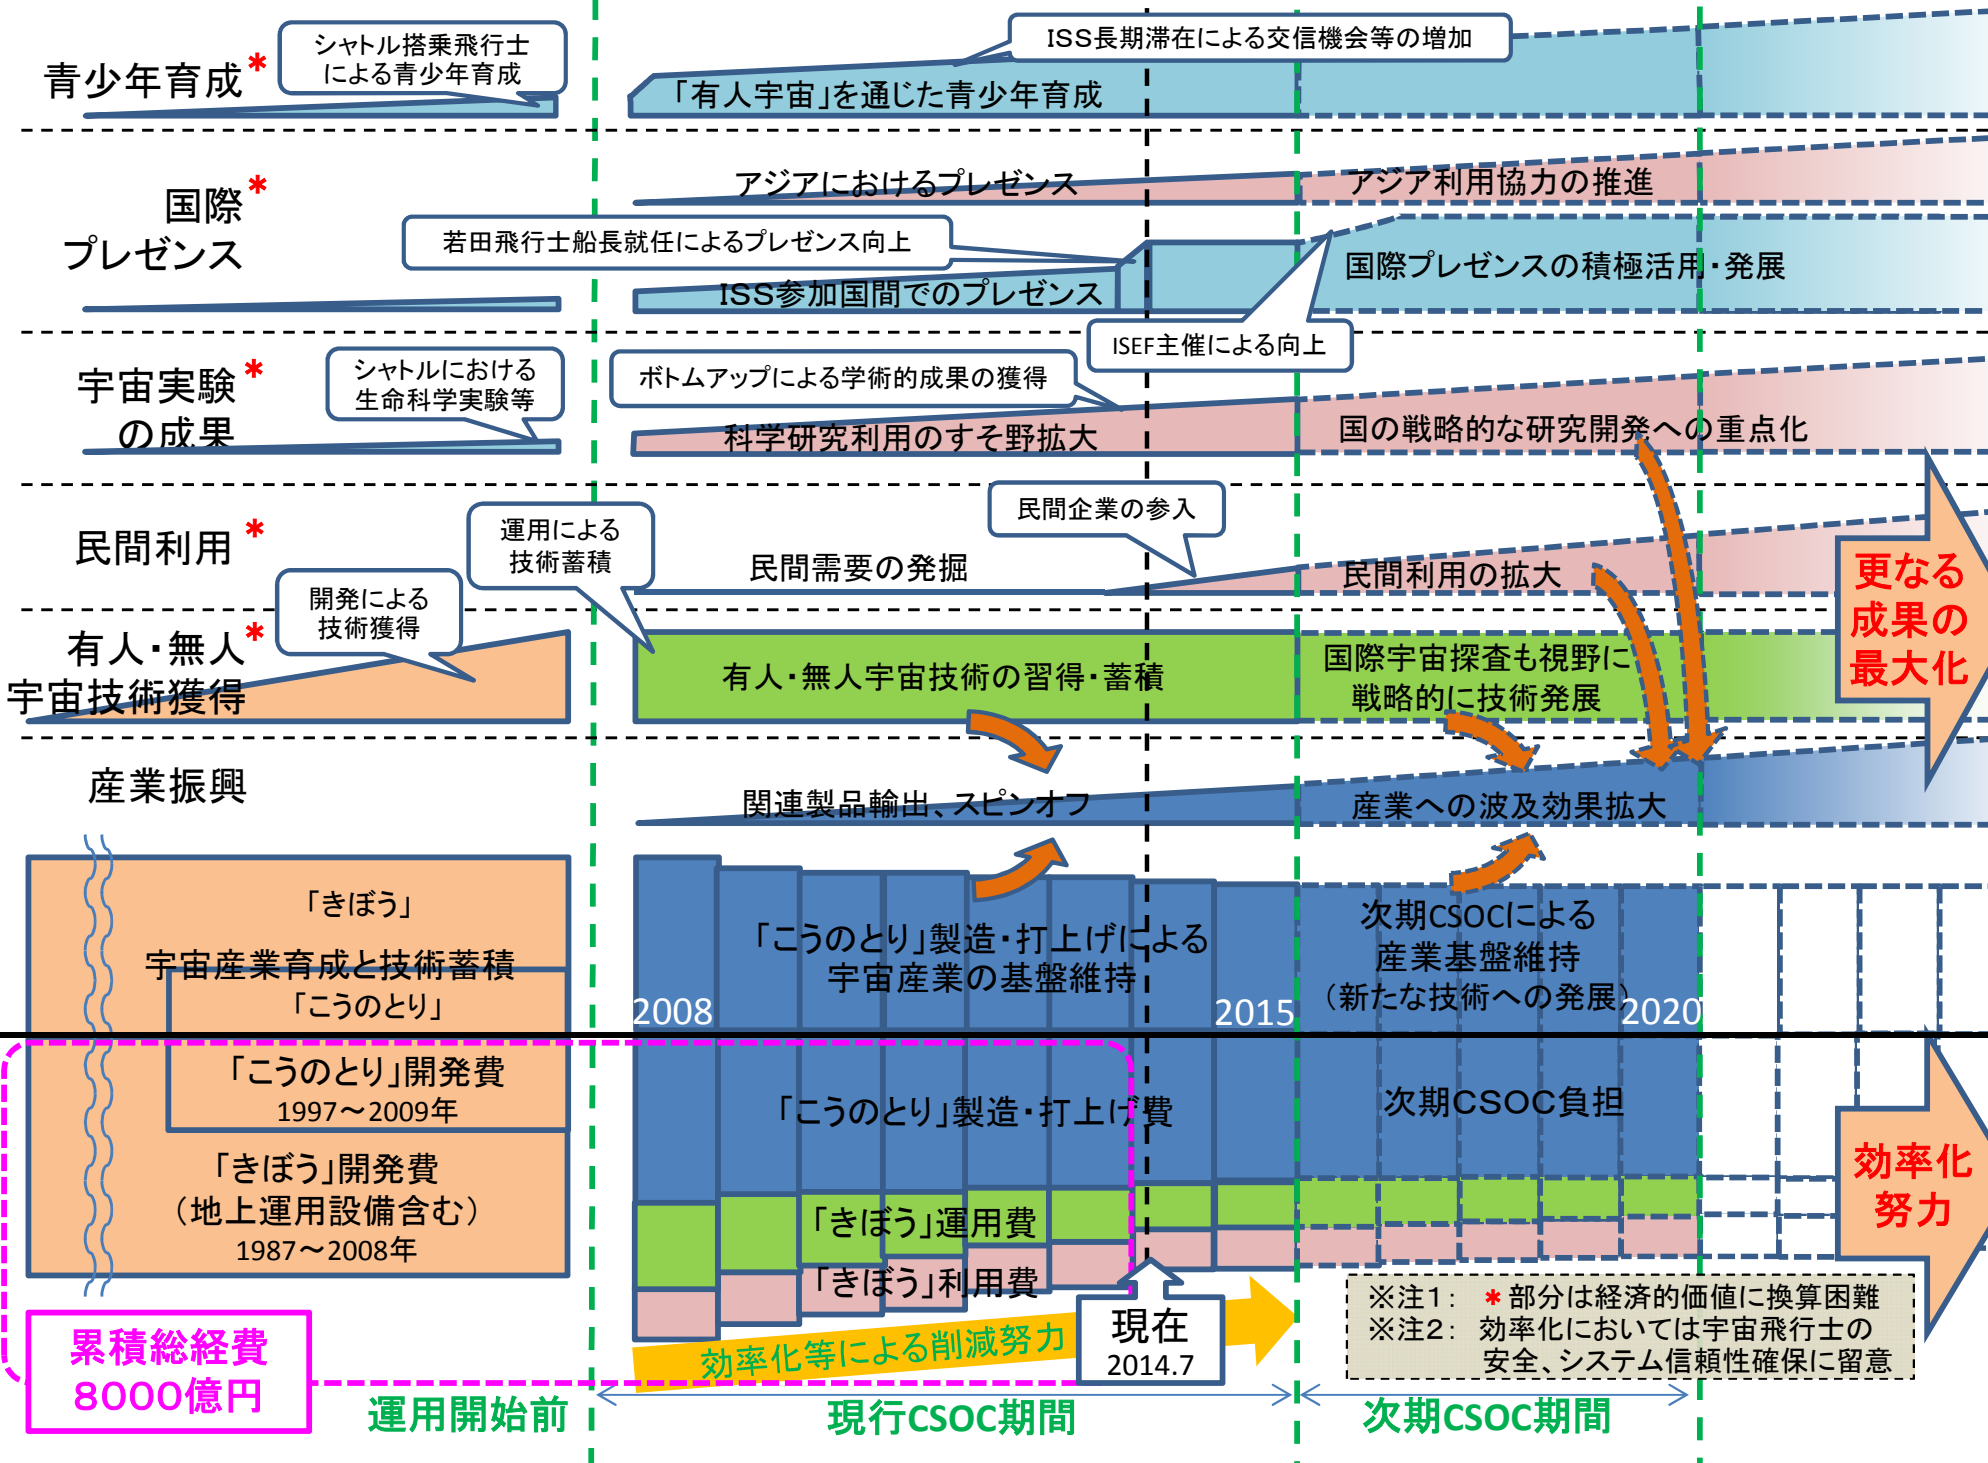 青少年育成*
シャトル搭乗飛行士
による青少年育成
ISS長期滞在による交信機会等の増加
「有人宇宙」を通じた青少年育成
国際*
プレゼンス
アジアにおけるプレゼンス
アジア利用協力の推進
若田飛行士船長就任によるプレゼンス向上
ISS参加国間でのプレゼンス
国際プレゼンスの積極活用・発展
ISEF主催による向上
宇宙実験*
の成果
シャトルにおける
生命科学実験等
ボトムアップによる学術的成果の獲得
科学研究利用のすそ野拡大
国の戦略的な研究開発への重点化
民間利用*
運用による
技術蓄積
民間企業の参入
民間需要の発掘
民間利用の拡大
更なる
成果の
最大化
有人・無人*
宇宙技術獲得
開発による
技術獲得
有人・無人宇宙技術の習得・蓄積
国際宇宙探査も視野に
戦略的に技術発展
産業振興
関連製品輸出、スピンオフ
産業への波及効果拡大
「きぼう」
宇宙産業育成と技術蓄積
「こうのとり」
「こうのとり」製造・打上げによる
宇宙産業の基盤維持
次期CSOCによる
産業基盤維持
（新たな技術への発展）
2008
2015
2020
「こうのとり」開発費
1997～2009年
「こうのとり」製造・打上げ費
次期CSOC負担
「きぼう」開発費
（地上運用設備含む）
1987～2008年
「きぼう」運用費
「きぼう」利用費
効率化
努力
効率化等による削減努力
現在
2014.7
※注1： *部分は経済的価値に換算困難
※注2： 効率化においては宇宙飛行士の
安全、システム信頼性確保に留意
累積総経費
8000億円
運用開始前
現行CSOC期間
次期CSOC期間